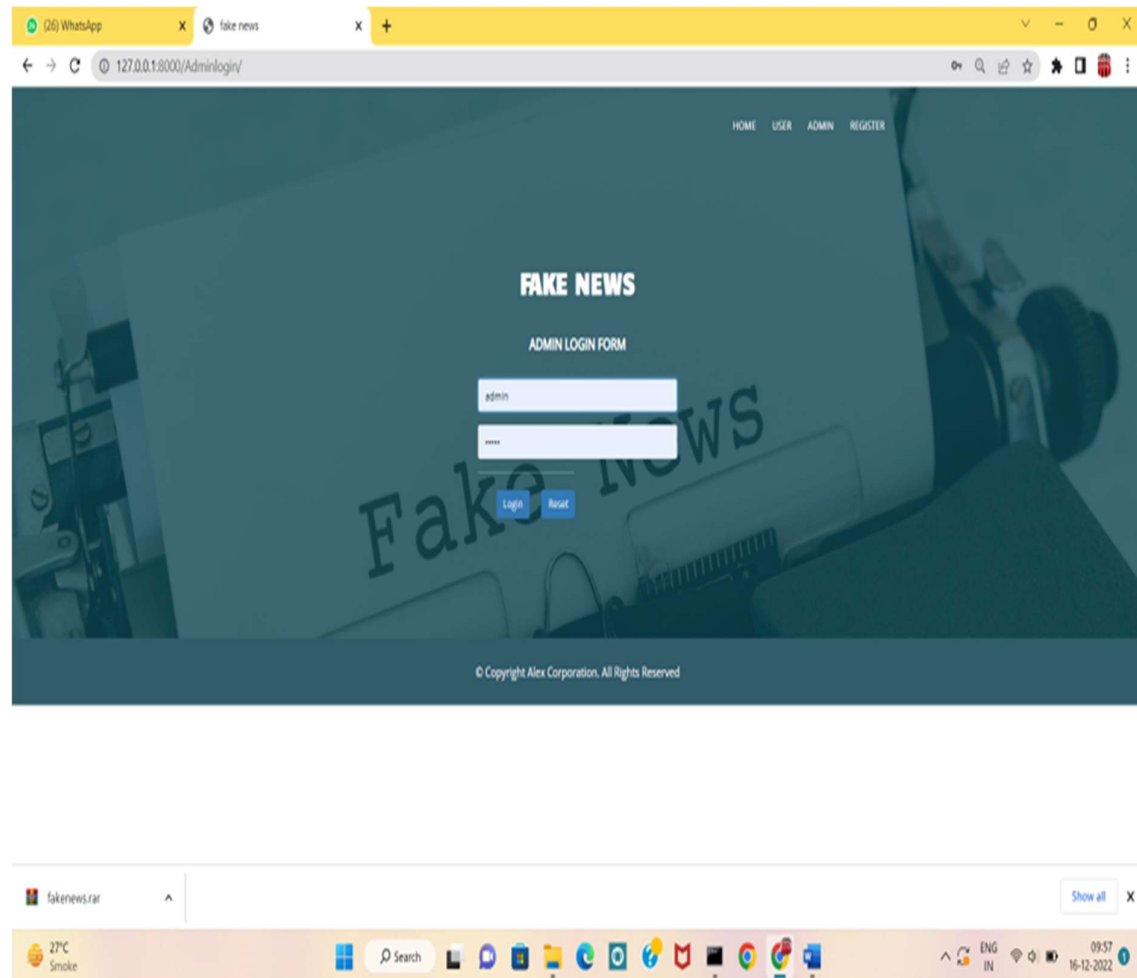 (26) WhatsApp
fake news
127.0.0.1:8000/Adminlogin/
HOME USER ADMIN REGISTER
FAKE NEWS
ADMIN LOGIN FORM
admin
•••••
Fake News
Login Reset
© Copyright Alex Corporation. All Rights Reserved
fakenews.rar
Show all
27°C
Smoke
Search
ENG
IN
09:57
16-12-2022